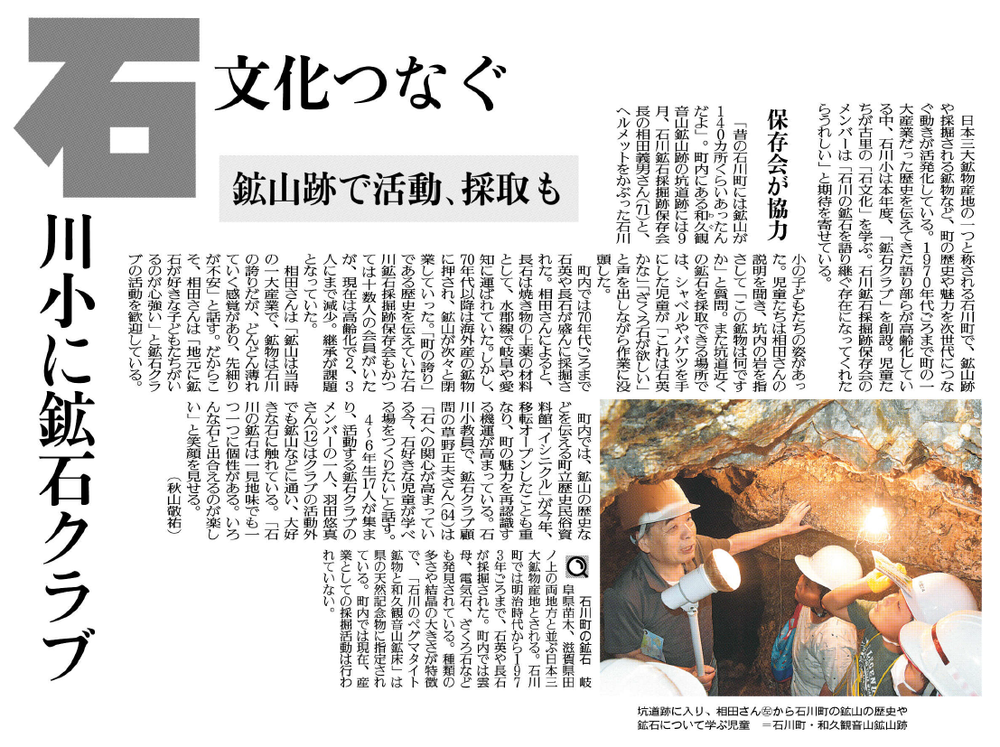 石川小に鉱石クラブ
文化つなぐ
鉱山跡で活動、採取も
日本三大鉱物産地の一つと称される石川町で、鉱山跡
や採掘される鉱物など、町の歴史や魅力を次世代につな
ぐ動きが活発化している。1970年代ごろまで町の一
大産業だった歴史を伝えてきた語り部らが高齢化してい
る中、石川小は本年度、「鉱石クラブ」を創設。児童た
ちが古里の「石文化」を学ぶ。石川鉱石採掘跡保存会の
メンバーは「石川の鉱石を語り継ぐ存在になってくれた
らうれしい」と期待を寄せている。
保存会が協力
「昔の石川町には鉱山が
140カ所くらいあったん
だよ」。町内にある和久観
わぐ
音山鉱山跡の坑道跡には9
月、石川鉱石採掘跡保存会
長の相田義男さん(71)と、
ヘルメットをかぶった石川
小の子どもたちの姿があっ
た。児童たちは相田さんの
説明を聞き、坑内の岩を指
さして「この鉱物は何です
か」と質問。また坑道近く
の鉱石を採取できる場所で
は、シャベルやバケツを手
にした児童が「これは石英
かな」「ざくろ石が欲しい」
と声を出しながら作業に没
頭した。
町内では70年代ごろまで
石英や長石が盛んに採掘さ
れた。相田さんによると、
長石は焼き物の上薬の材料
として、水郡線で岐阜や愛
知に運ばれていた。しかし、
70年代以降は海外産の鉱物
に押され、鉱山が次々と閉
業していった。「町の誇り」
である歴史を伝えていた石
川鉱石採掘跡保存会もかつ
ては十数人の会員がいた
が、現在は高齢化で2、3
人にまで減少。継承が課題
となっていた。
相田さんは「鉱山は当時
の一大産業で、鉱物は石川
の誇りだが、どんどん薄れ
ていく感覚があり、先細り
が不安」と話す。だからこ
そ、相田さんは「地元に鉱
石が好きな子どもたちがい
るのが心強い」と鉱石クラ
ブの活動を歓迎している。
町内では、鉱山の歴史な
どを伝える町立歴史民俗資
料館「イシニクル」が今年、
移転オープンしたことも重
なり、町の魅力を再認識す
る機運が高まっている。石
川小教員で、鉱石クラブ顧
問の草野正夫さん(64)は
「石への関心が高まってい
る今、石好きな児童が学べ
る場をつくりたい」と話す。
4～6年生17人が集ま
り、活動する鉱石クラブの
メンバーの一人、羽田悠真
さん(12)はクラブの活動外
でも鉱山などに通い、大好
きな石に触れている。「石
川の鉱石は一見地味でも一
つ一つに個性がある。いろ
んな石と出合えるのが楽し
い」と笑顔を見せる。
(秋山敬祐)
石川町の鉱石 岐
阜県苗木、滋賀県田
ノ上の両地方と並ぶ日本三
大鉱物産地とされる。石川
町では明治時代から197
3年ごろまで、石英や長石
が採掘された。町内では雲
母、電気石、ざくろ石など
も発見されている。種類の
多さや結晶の大きさが特徴
で、「石川のペグマタイト
鉱物と和久観音山鉱床」は
県の天然記念物に指定され
ている。町内では現在、産
業としての採掘活動は行わ
れていない。
坑道跡に入り、相田さん㊧から石川町の鉱山の歴史や
鉱石について学ぶ児童 ＝石川町・和久観音山鉱山跡